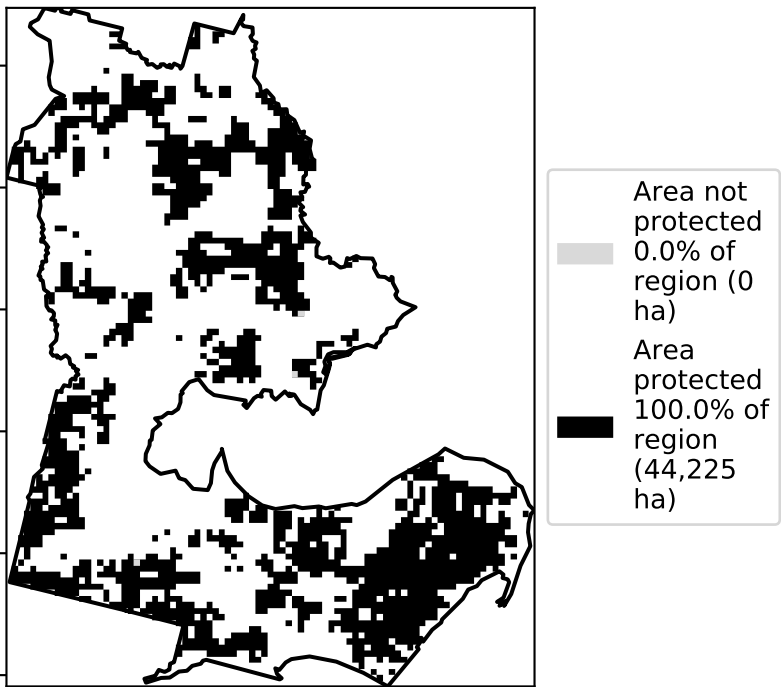 Area not
protected
0.0% of
region (0
ha)
Area
protected
100.0% of
region
(44,225
ha)